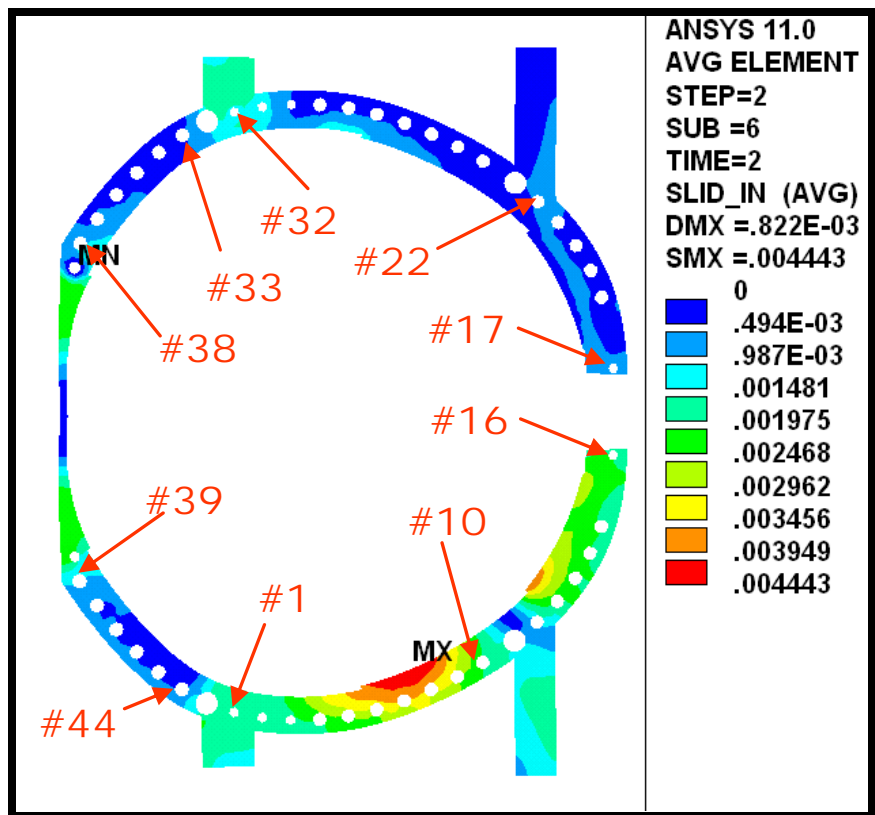 ANSYS 11.0
AVG ELEMENT
STEP=2
SUB =6
TIME=2
SLID_IN (AVG)
DMX =.822E-03
SMX =.004443
0
.494E-03
.987E-03
.001481
.001975
.002468
.002962
.003456
.003949
.004443
#32
MN
#22
#33
#17
#38
#16
#39
#10
#1
MX
#44